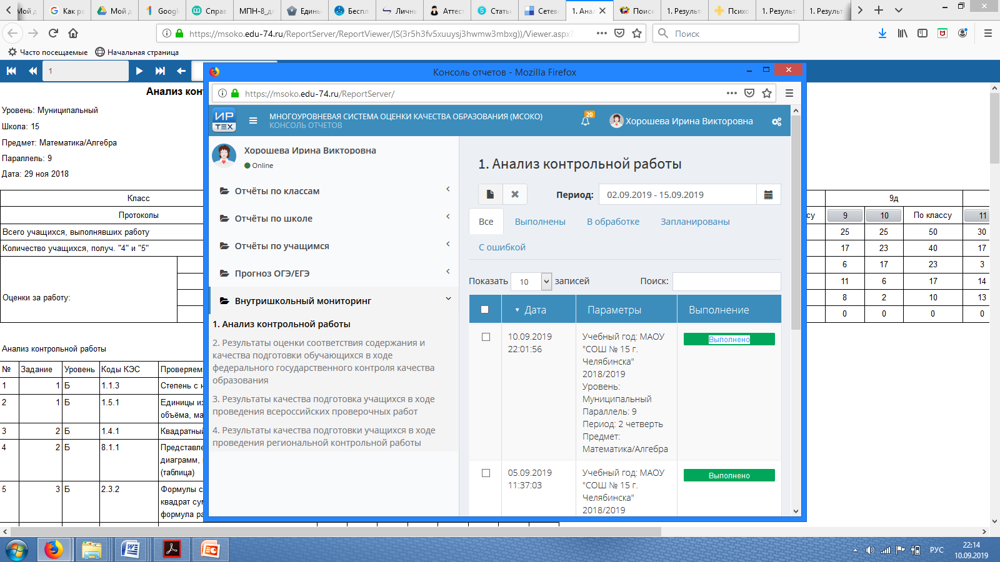 Мой д
Как ра
Мой д
Googl
Справ
МПН-8_дл
Едины
Беспл
Личнь
Аттест
Стать
Сетев
1. Анал
Поиск
1. Результ
Психо
1. Результ
1. Результ
https://msoko.edu-74.ru/ReportServer/ReportViewer/(S(3r5h3fv5xuuysj3hwmw3mbxg))/Viewer.aspx?
Поиск
Часто посещаемые
Начальная страница
1
Анализ кон
Уровень: Муниципальный
Школа: 15
Предмет: Математика/Алгебра
Параллель: 9
Дата: 29 ноя 2018
Класс
Протоколы
Всего учащихся, выполнявших работу
Количество учащихся, получ. "4" и "5"
Оценки за работу:
9д
су 9 10 По классу 11
25 25 50 30
17 23 40 17
6 17 23 3
11 6 17 14
8 2 10 13
0 0 0 0
Анализ контрольной работы
№ Задание Уровень Коды КЭС Проверяем
1 1 Б 1.1.3 Степень с н
2 1 Б 1.5.1 Единицы из
объёма, ма
3 2 Б 1.4.1 Квадратный
4 2 Б 8.1.1 Представле
диаграмм,
(таблица)
5 3 Б 2.3.2 Формулы с
квадрат сум
формула ра
Консоль отчетов - Mozilla Firefox
https://msoko.edu-74.ru/ReportServer/
ИР
ТЕХ
МНОГОУРОВНЕВАЯ СИСТЕМА ОЦЕНКИ КАЧЕСТВА ОБРАЗОВАНИЯ (МСОКО)
КОНСОЛЬ ОТЧЕТОВ
20
Хорошева Ирина Викторовна
Хорошева Ирина Викторовна
Online
Отчёты по классам
Отчёты по школе
Отчёты по учащимся
Прогноз ОГЭ/ЕГЭ
Внутришкольный мониторинг
1. Анализ контрольной работы
2. Результаты оценки соответствия содержания и
качества подготовки обучающихся в ходе
федерального государственного контроля качества
образования
3. Результаты качества подготовка учащихся в ходе
проведения всероссийских проверочных работ
4. Результаты качества подготовки учащихся в ходе
проведения региональной контрольной работы
1. Анализ контрольной работы
Период: 02.09.2019 - 15.09.2019
Все Выполнены В обработке Запланированы
С ошибкой
Показать 10 записей Поиск:
Дата Параметры Выполнение
10.09.2019
22:01:56
Учебный год: МАОУ
"СОШ № 15 г.
Челябинска"
2018/2019
Уровень:
Муниципальный
Параллель: 9
Период: 2 четверть
Предмет:
Математика/Алгебра
Выполнено
05.09.2019
11:37:03
Учебный год: МАОУ
"СОШ № 15 г.
Челябинска"
2018/2019
Выполнено
РУС
22:14
10.09.2019